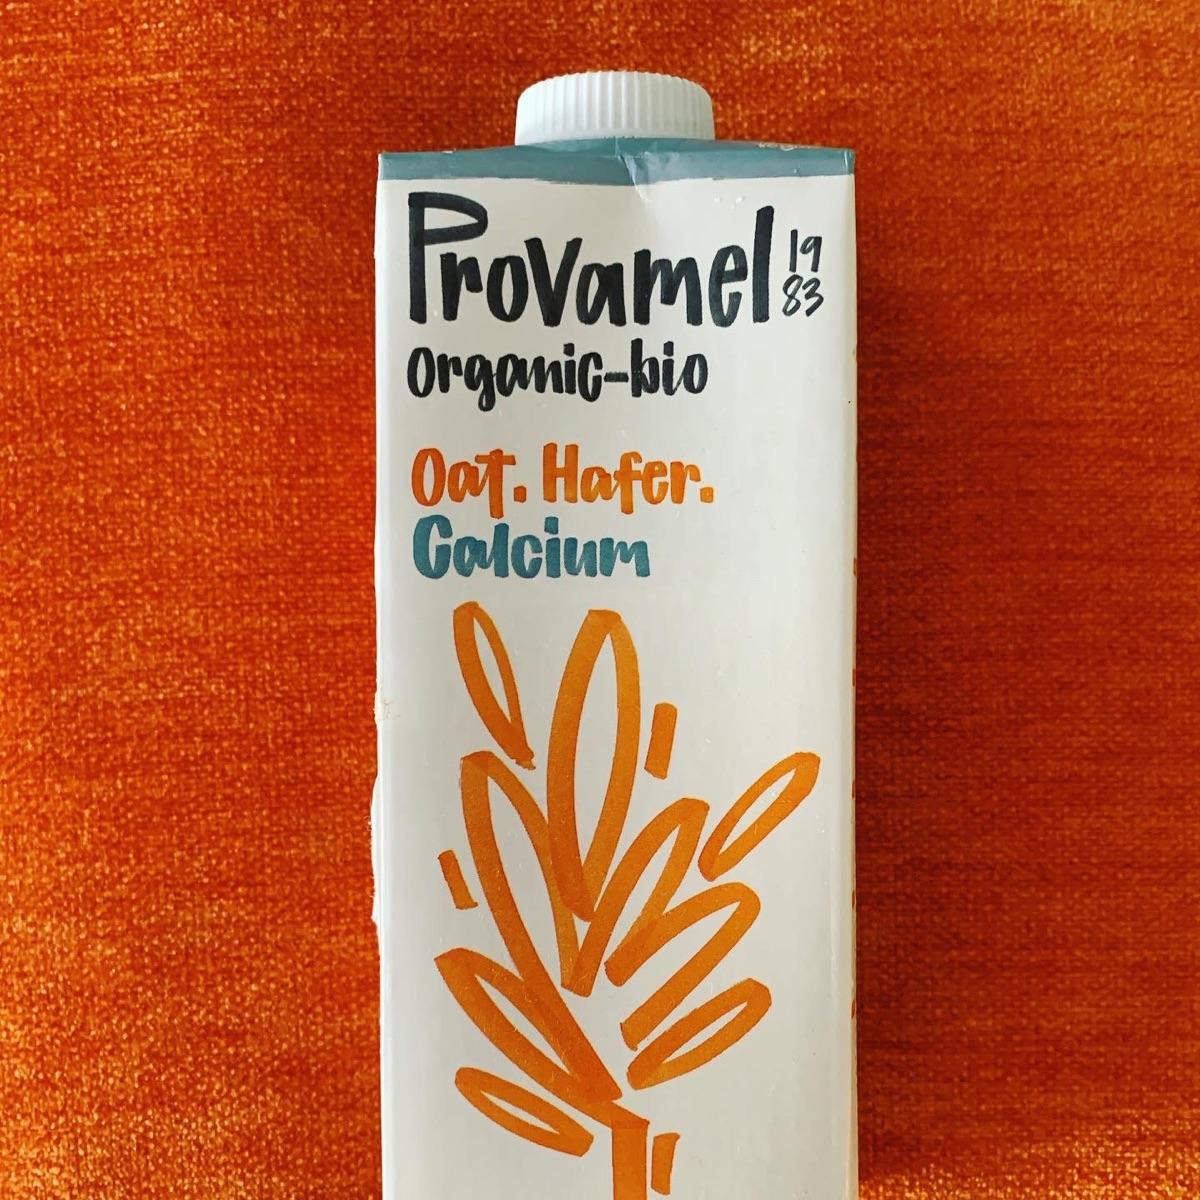 Provamel 19
83
organic-bio
Oat. Hafer.
Calcium